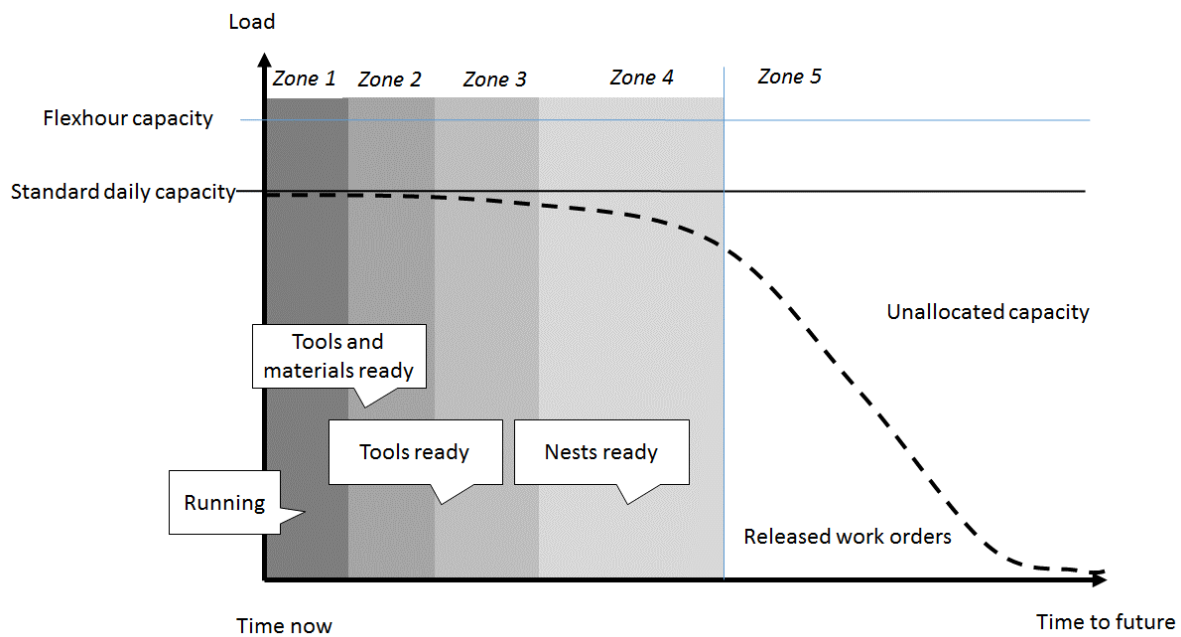 Load
Zone 1
Zone 2
Zone 3
Zone 4
Zone 5
Flexhour capacity
Standard daily capacity
Unallocated capacity
Tools and
materials ready
Tools ready
Nests ready
Running
Released work orders
Time now
Time to future